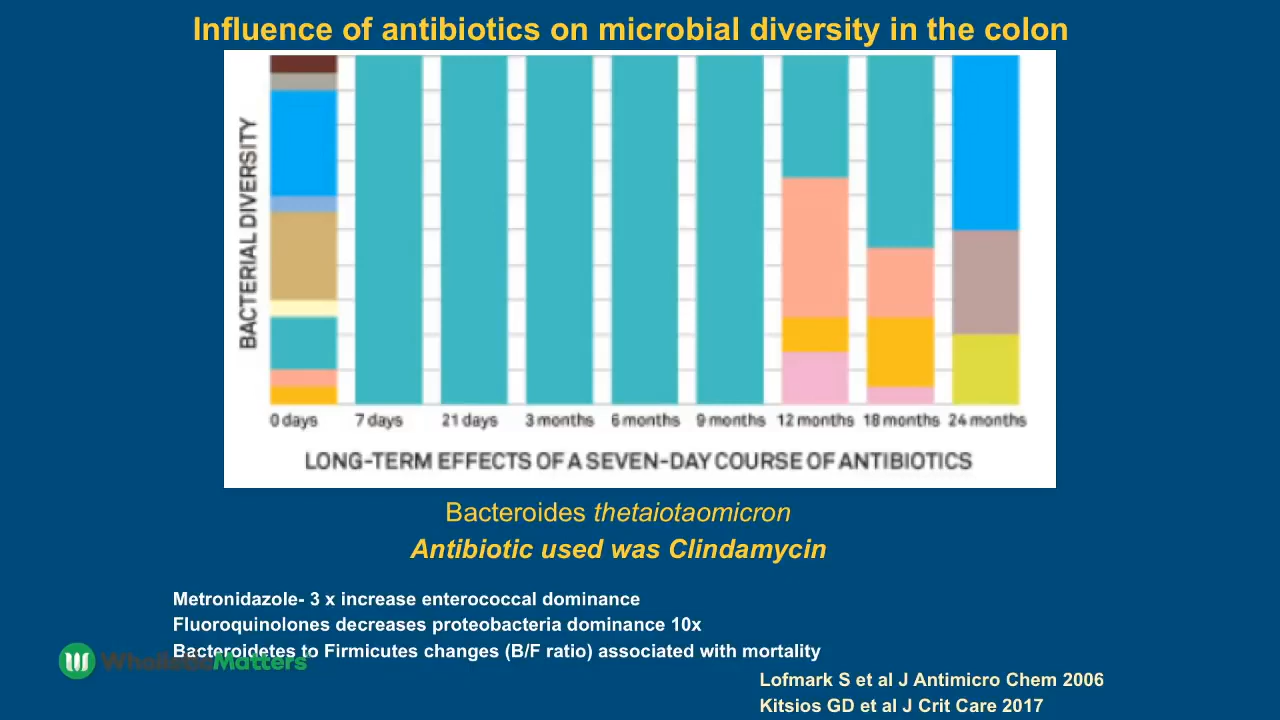 Influence of antibiotics on microbial diversity in the colon
BACTERIAL DIVERSITY
0 days 7 days 21 days 3 months 6 months 9 months 12 months 18 months 24 months
LONG-TERM EFFECTS OF A SEVEN-DAY COURSE OF ANTIBIOTICS
Bacteroides thetaiotaomicron
Antibiotic used was Clindamycin
Metronidazole- 3 x increase enterococcal dominance
Fluoroquinolones decreases proteobacteria dominance 10x
Bacteroidetes to Firmicutes changes (B/F ratio) associated with mortality
WholisticMatters
Lofmark S et al J Antimicro Chem 2006
Kitsios GD et al J Crit Care 2017